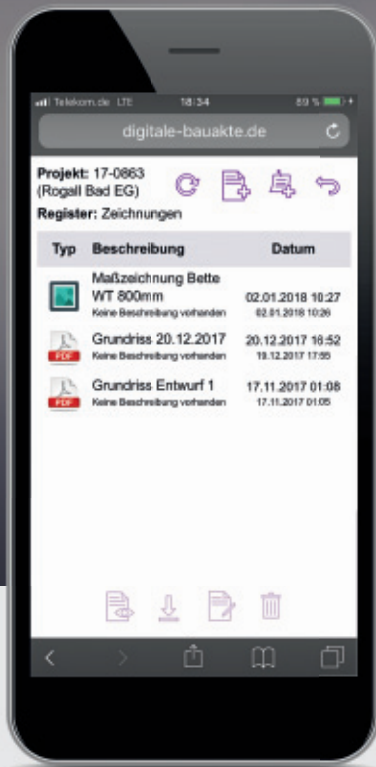 Telekom.de LTE 18:34 89 %
digitale-bauakte.de
Projekt: 17-0863
(Rogall Bad EG)
Register: Zeichnungen
Typ Beschreibung Datum
Maßzeichnung Bette
WT 800mm 02.01.2018 10:27
Keine Beschreibung vorhanden 02.01.2018 10:26
Grundriss 20.12.2017 20.12.2017 16:52
PDF Keine Beschreibung vorhanden 19.12.2017 17:55
Grundriss Entwurf 1 17.11.2017 01:08
PDF Keine Beschreibung vorhanden 17.11.2017 01:05